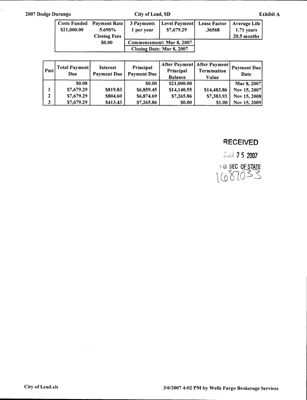 2007 Dodge Durango City of Lead, SD Exhibit A
Costs Funded Payment Rate 3 Payments Level Payment Lease Factor Average Life
$21,000.00 5.690% 1 per year $7,679.29 .36568 1.71 years
Closing Fees 20.5 months
$0.00 Commencement: Mar 8, 2007
Closing Date: Mar 8, 2007
Pmt Total Payment Due Interest Payment Due Principal Payment Due After Payment Principal Balance After Payment Termination Value Payment Due Date
$0.00 $0.00 $21,000.00 Mar 8, 2007
1 $7,679.29 $819.83 $6,859.45 $14,140.55 $14,483.86 Nov 15, 2007
2 $7,679.29 $804.60 $6,874.69 $7,265.86 $7,383.93 Nov 15, 2008
3 $7,679.29 $413.43 $7,265.86 $0.00 $1.00 Nov 15, 2009
RECEIVED
25 2007
SEC OF STATE
1687033
City of Lead.xls 3/6/2007 4:02 PM by Wells Fargo Brokerage Services